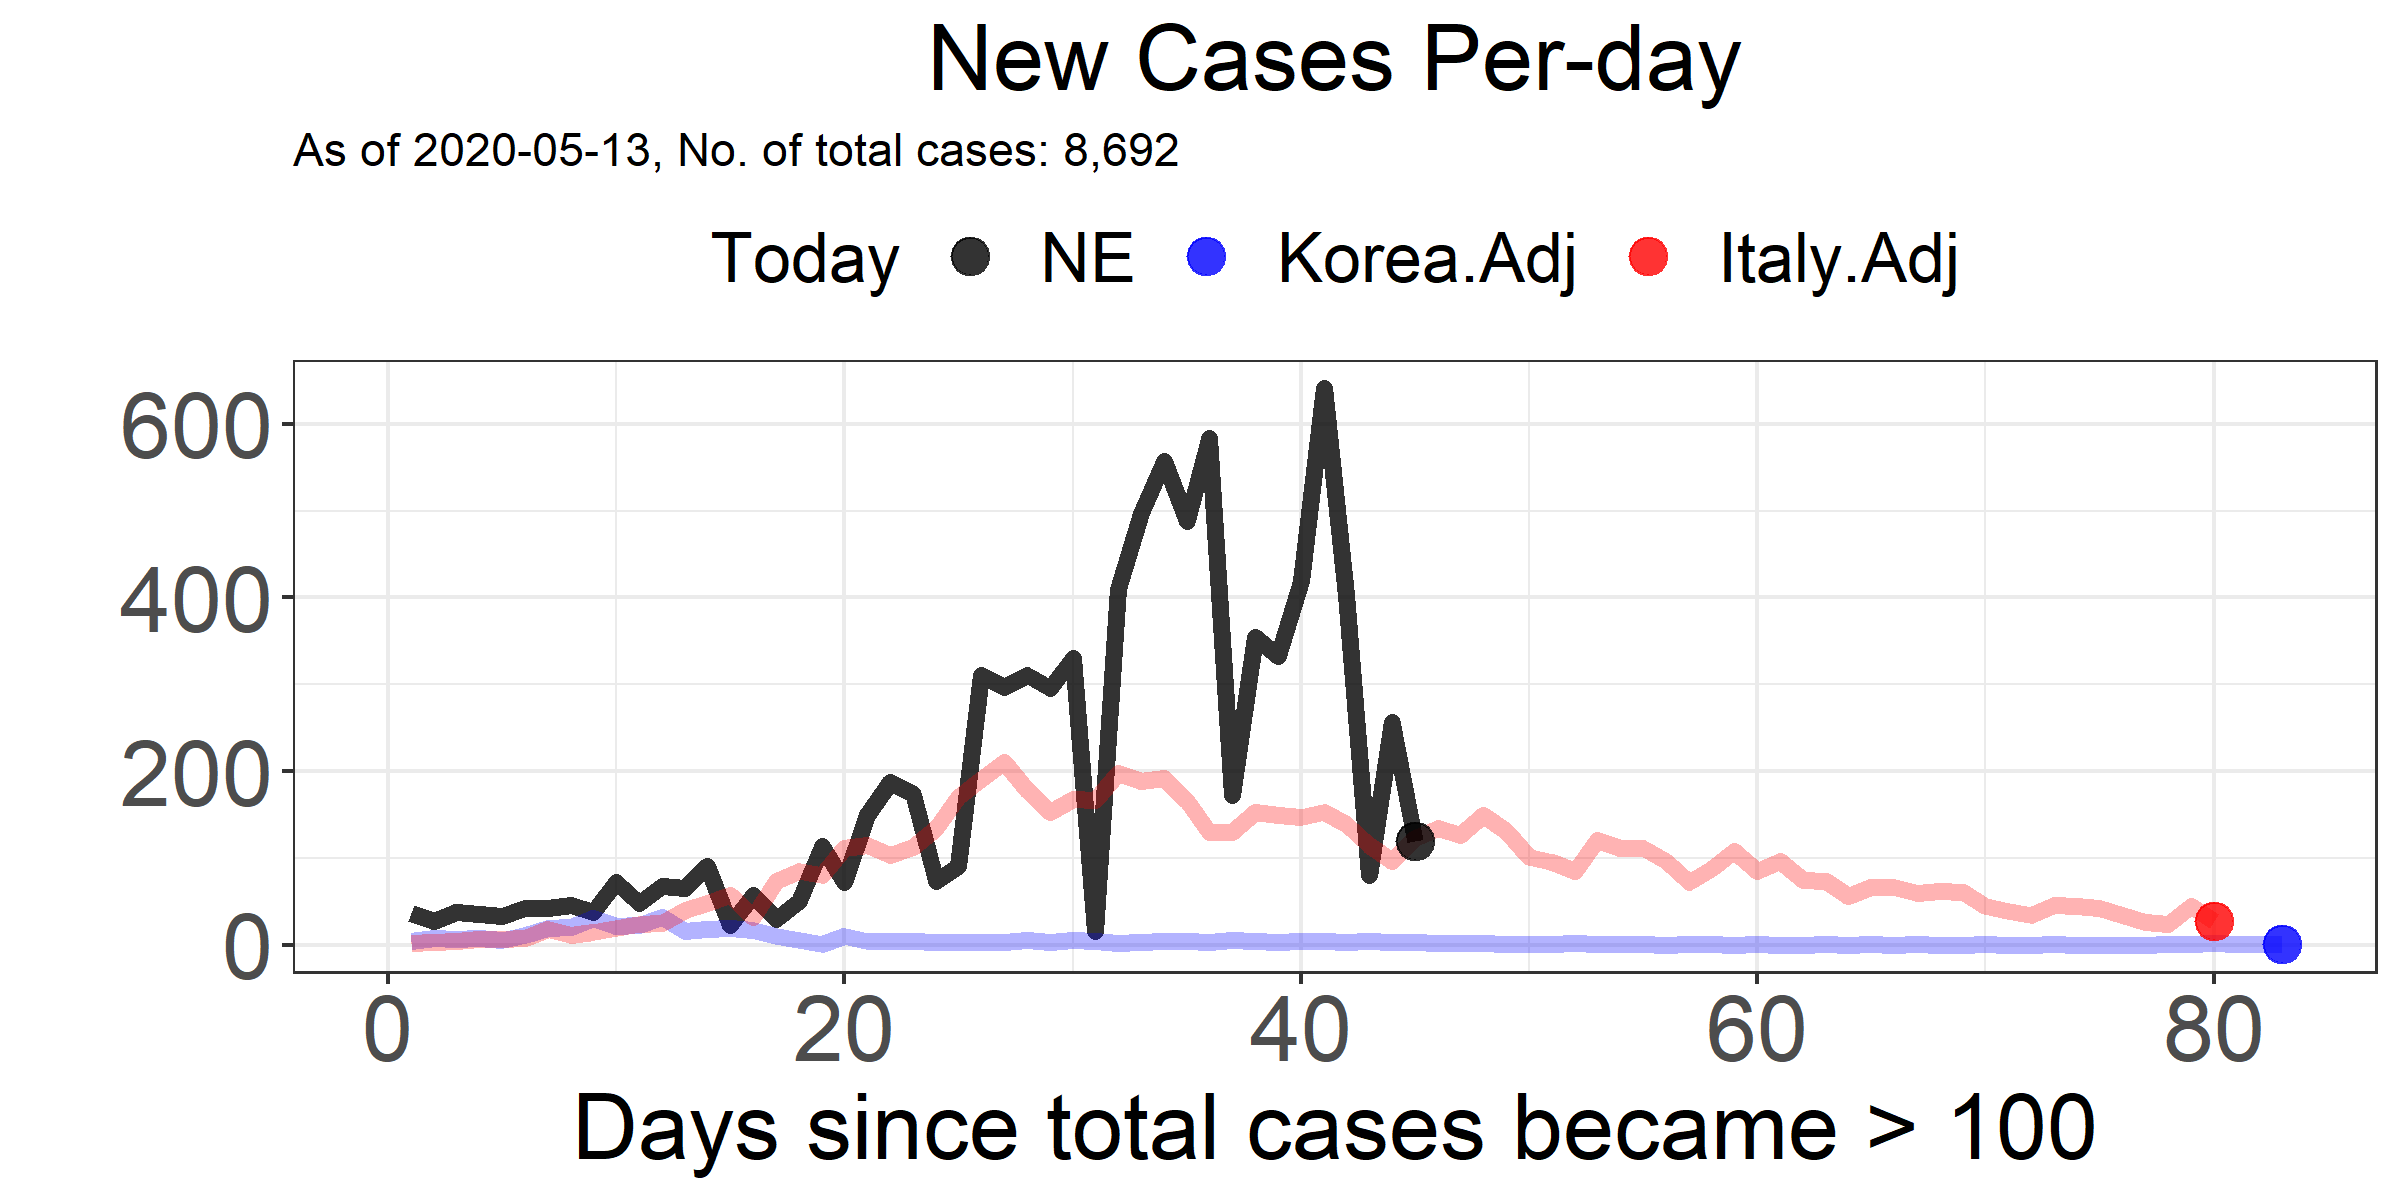 New Cases Per-day
As of 2020-05-13, No. of total cases: 8,692
Today NE Korea.Adj Italy.Adj
600
400
200
0
0 20 40 60 80
Days since total cases became > 100